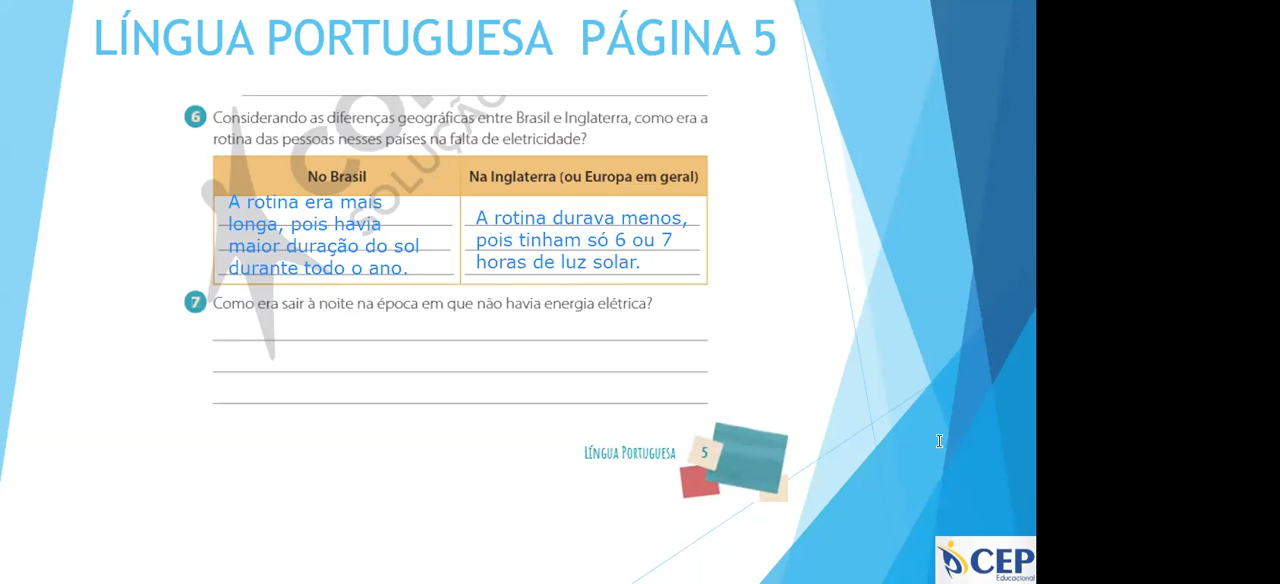 LÍNGUA PORTUGUESA PÁGINA 5
6 Considerando as diferenças geográficas entre Brasil e Inglaterra, como era a
rotina das pessoas nesses países na falta de eletricidade?
No Brasil
A rotina era mais
longa, pois havia
maior duração do sol
durante todo o ano.
Na Inglaterra (ou Europa em geral)
A rotina durava menos,
pois tinham só 6 ou 7
horas de luz solar.
7 Como era sair à noite na época em que não havia energia elétrica?
Língua Portuguesa 5
CEP
Educacional